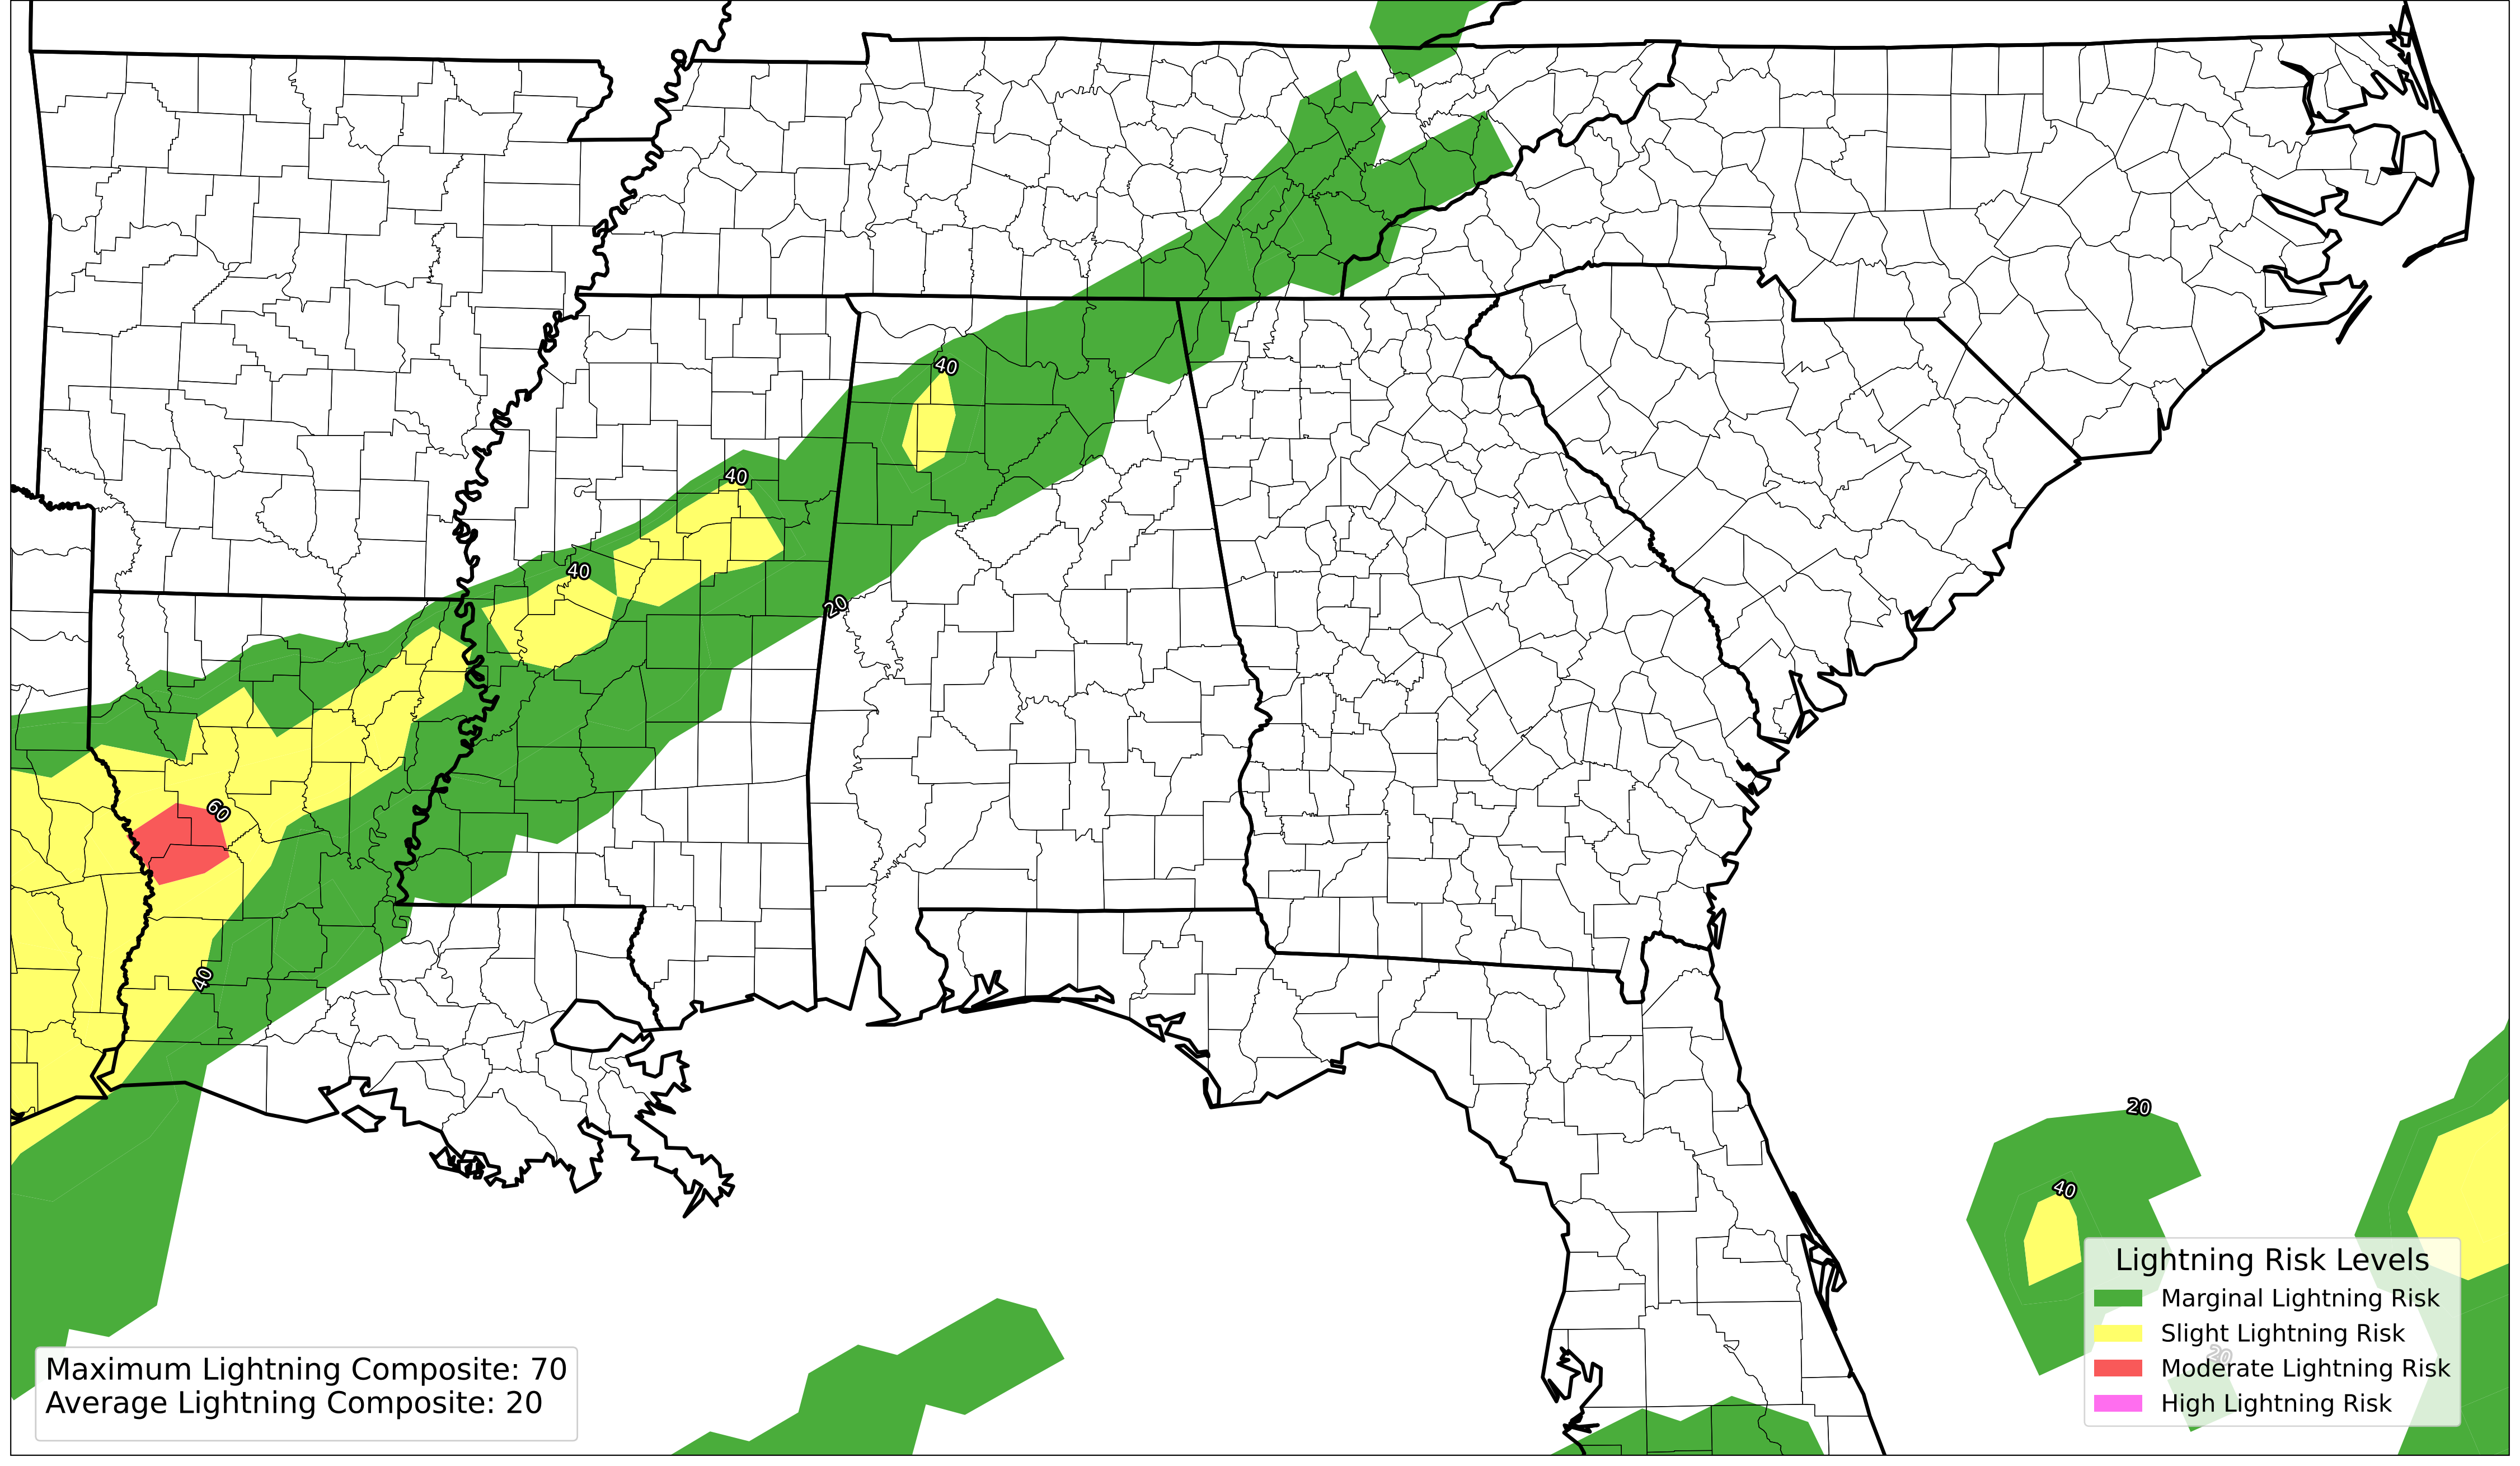 40
40
40
20
60
40
20
40
Lightning Risk Levels
Marginal Lightning Risk
Slight Lightning Risk
20
Moderate Lightning Risk
High Lightning Risk
Maximum Lightning Composite: 70
Average Lightning Composite: 20